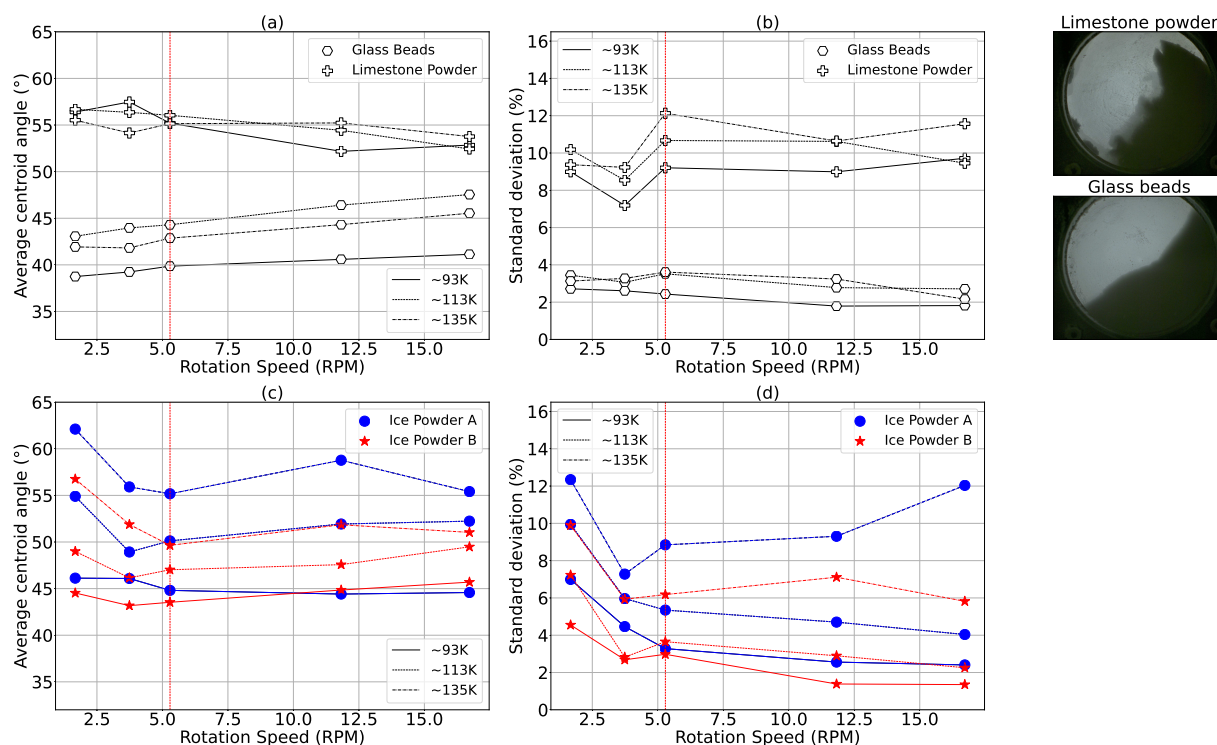 (a)
65
60
55
50
45
40
35
Average centroid angle (°)
Glass Beads
Limestone Powder
~93K
~113K
~135K
2.5 5.0 7.5 10.0 12.5 15.0
Rotation Speed (RPM)
(b)
16
14
12
10
8
6
4
2
0
Standard deviation (%)
~93K
~113K
~135K
Glass Beads
Limestone Powder
2.5 5.0 7.5 10.0 12.5 15.0
Rotation Speed (RPM)
Limestone powder
Glass beads
(c)
65
60
55
50
45
40
35
Average centroid angle (°)
Ice Powder A
Ice Powder B
~93K
~113K
~135K
2.5 5.0 7.5 10.0 12.5 15.0
Rotation Speed (RPM)
(d)
16
14
12
10
8
6
4
2
0
Standard deviation (%)
~93K
~113K
~135K
Ice Powder A
Ice Powder B
2.5 5.0 7.5 10.0 12.5 15.0
Rotation Speed (RPM)